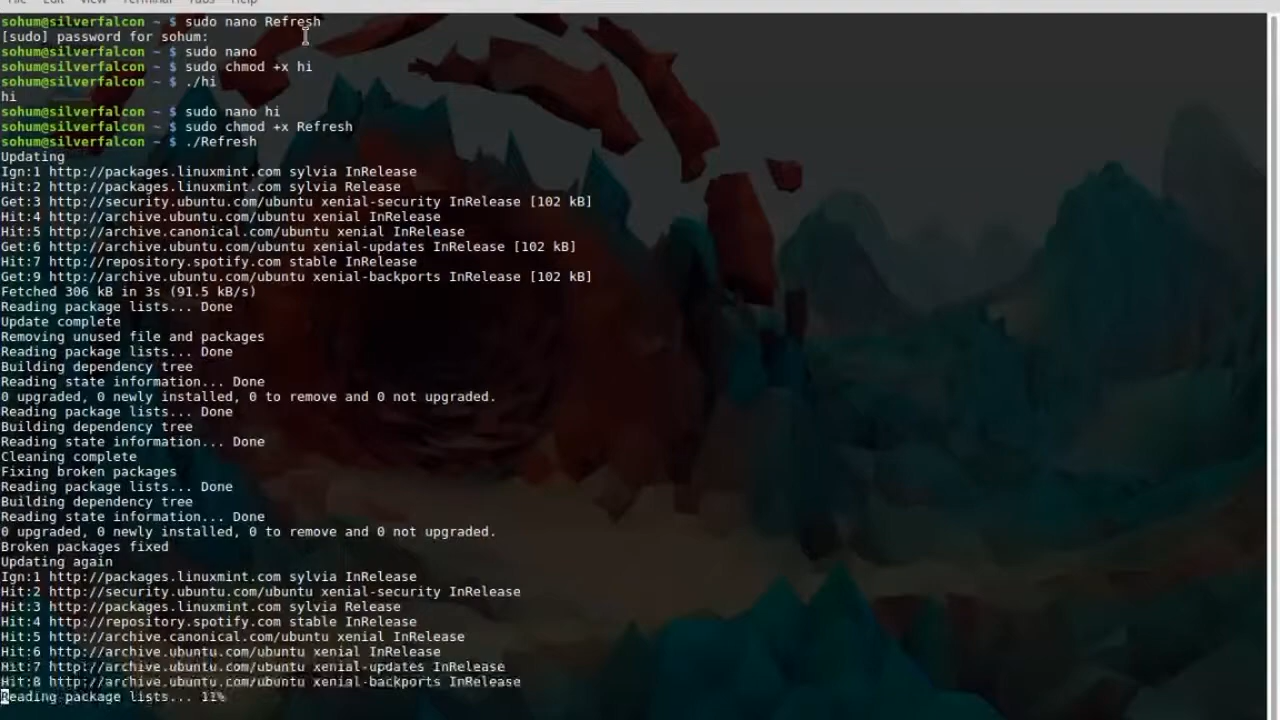 File Edit View Terminal Tabs Help
sohum@silverfalcon ~ $ sudo nano Refresh
[sudo] password for sohum:
sohum@silverfalcon ~ $ sudo nano
sohum@silverfalcon ~ $ sudo chmod +x hi
sohum@silverfalcon ~ $ ./hi
hi
sohum@silverfalcon ~ $ sudo nano hi
sohum@silverfalcon ~ $ sudo chmod +x Refresh
sohum@silverfalcon ~ $ ./Refresh
Updating
Ign:1 http://packages.linuxmint.com sylvia InRelease
Hit:2 http://packages.linuxmint.com sylvia Release
Get:3 http://security.ubuntu.com/ubuntu xenial-security InRelease [102 kB]
Hit:4 http://archive.ubuntu.com/ubuntu xenial InRelease
Hit:5 http://archive.canonical.com/ubuntu xenial InRelease
Get:6 http://archive.ubuntu.com/ubuntu xenial-updates InRelease [102 kB]
Hit:7 http://repository.spotify.com stable InRelease
Get:9 http://archive.ubuntu.com/ubuntu xenial-backports InRelease [102 kB]
Fetched 306 kB in 3s (91.5 kB/s)
Reading package lists... Done
Update complete
Removing unused file and packages
Reading package lists... Done
Building dependency tree
Reading state information... Done
0 upgraded, 0 newly installed, 0 to remove and 0 not upgraded.
Reading package lists... Done
Building dependency tree
Reading state information... Done
Cleaning complete
Fixing broken packages
Reading package lists... Done
Building dependency tree
Reading state information... Done
0 upgraded, 0 newly installed, 0 to remove and 0 not upgraded.
Broken packages fixed
Updating again
Ign:1 http://packages.linuxmint.com sylvia InRelease
Hit:2 http://security.ubuntu.com/ubuntu xenial-security InRelease
Hit:3 http://packages.linuxmint.com sylvia Release
Hit:4 http://repository.spotify.com stable InRelease
Hit:5 http://archive.canonical.com/ubuntu xenial InRelease
Hit:6 http://archive.ubuntu.com/ubuntu xenial InRelease
Hit:7 http://archive.ubuntu.com/ubuntu xenial-updates InRelease
Hit:8 http://archive.ubuntu.com/ubuntu xenial-backports InRelease
Reading package lists... 11%